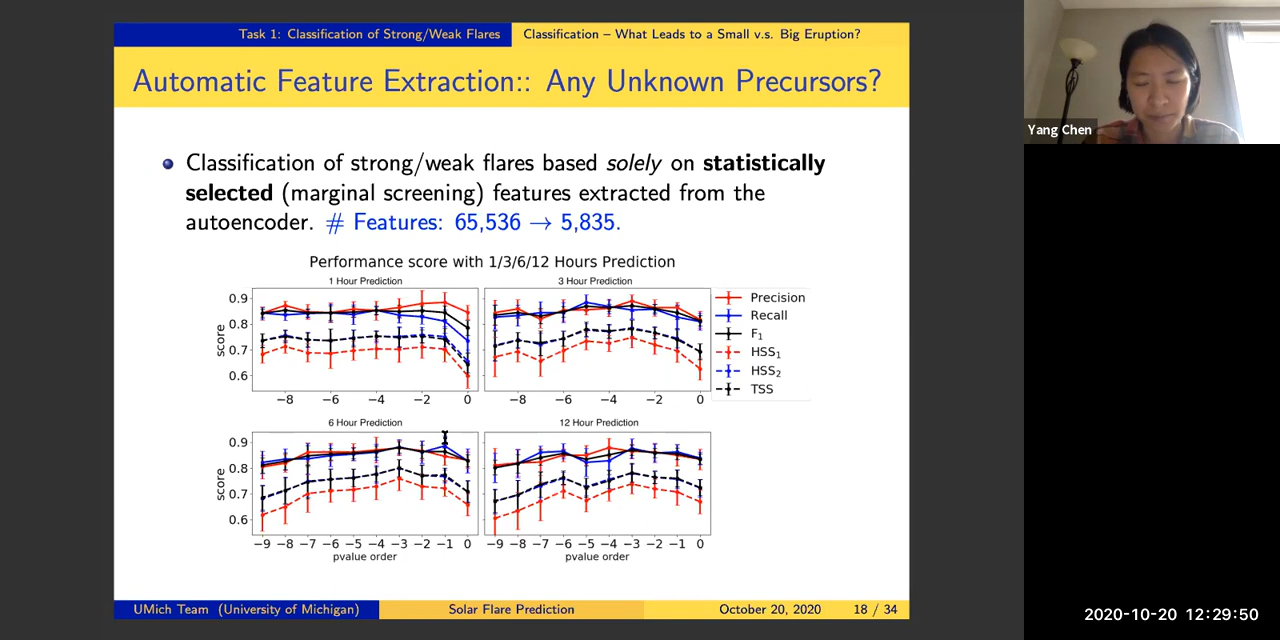 Task 1: Classification of Strong/Weak Flares
Classification – What Leads to a Small v.s. Big Eruption?
Automatic Feature Extraction:: Any Unknown Precursors?
Classification of strong/weak flares based solely on statistically
selected (marginal screening) features extracted from the
autoencoder. # Features: 65,536 → 5,835.
Performance score with 1/3/6/12 Hours Prediction
1 Hour Prediction
3 Hour Prediction
0.9
0.8
0.7
0.6
score
−8 −6 −4 −2 0
−8 −6 −4 −2 0
Precision
Recall
F1
HSS1
HSS2
TSS
6 Hour Prediction
12 Hour Prediction
0.9
0.8
0.7
0.6
score
−9 −8 −7 −6 −5 −4 −3 −2 −1 0
−9 −8 −7 −6 −5 −4 −3 −2 −1 0
pvalue order
pvalue order
UMich Team (University of Michigan)
Solar Flare Prediction
October 20, 2020
18 / 34
Yang Chen
2020-10-20 12:29:50